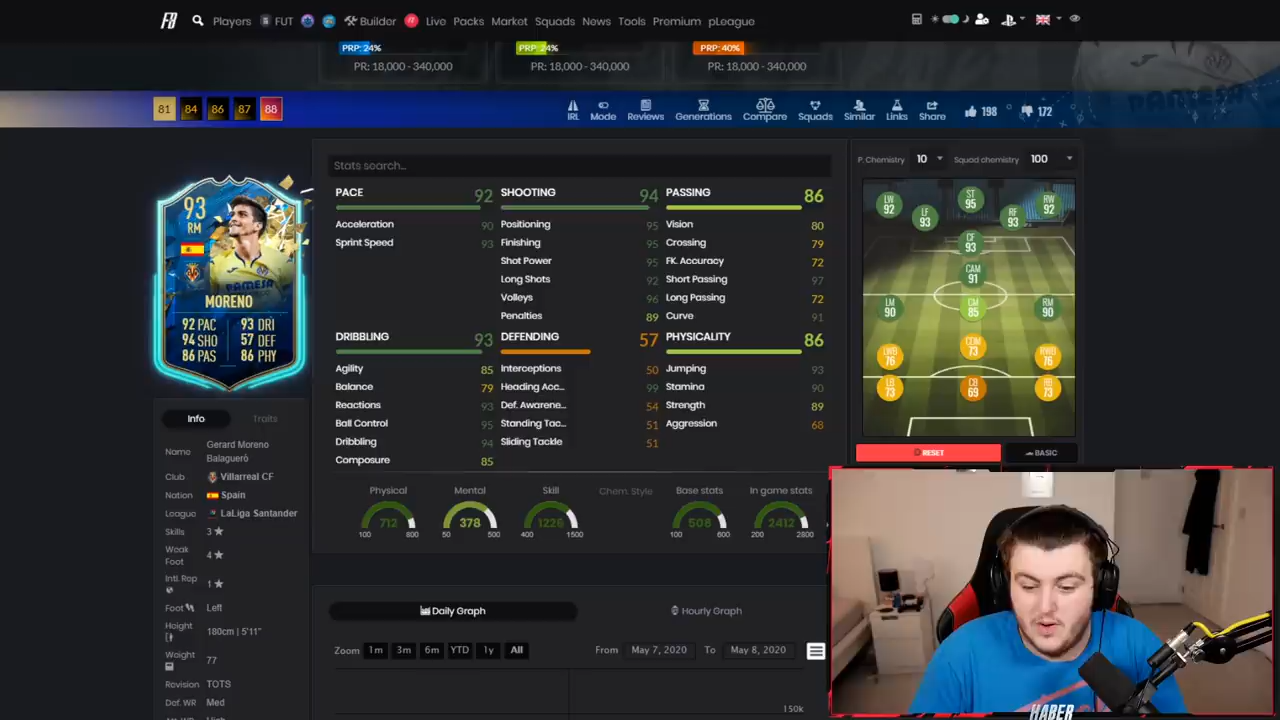 F8 Players FUT Builder Live Packs Market Squads News Tools Premium pLeague
PRP: 24% PRP: 24% PRP: 40%
PR: 18,000 - 340,000 PR: 18,000 - 340,000 PR: 18,000 - 340,000
81 84 86 87 88
IRL Mode Reviews Generations Compare Squads Similar Links Share 198 172
Stats search...
P. Chemistry 10 Squad chemistry 100
93
RM
MORENO
92 PAC 93 DRI
94 SHO 57 DEF
86 PAS 86 PHY
PACE 92
Acceleration 90
Sprint Speed 93
SHOOTING 94
Positioning 95
Finishing 95
Shot Power 95
Long Shots 92
Volleys 96
Penalties 89
PASSING 86
Vision 80
Crossing 79
FK. Accuracy 72
Short Passing 97
Long Passing 72
Curve 91
DRIBBLING 93
Agility 85
Balance 79
Reactions 93
Ball Control 95
Dribbling 94
Composure 85
DEFENDING 57
Interceptions 50
Heading Acc... 99
Def. Awarene... 54
Standing Tac... 51
Sliding Tackle 51
PHYSICALITY 86
Jumping 93
Stamina 90
Strength 89
Aggression 68
LW 92
ST 95
RW 92
LF 93
RF 93
CF 93
CAM 91
LM 90
CM 85
RM 90
LWB 76
CDM 73
RWB 76
LB 73
CB 69
RB 73
RESET BASIC
Physical Mental Skill Chem. Style Base stats In game stats
712 378 1226 508 2412
100 800 50 500 400 1500 100 600 200 2800
Info Traits
Name Gerard Moreno Balagueró
Club Villarreal CF
Nation Spain
League LaLiga Santander
Skills 3★
Weak Foot 4★
Intl. Rep 1★
Foot Left
Height 180cm | 5'11"
Weight 77
Revision TOTS
Def. WR Med
Daily Graph Hourly Graph
Zoom 1m 3m 6m YTD 1y All From May 7, 2020 To May 8, 2020
150k
HABER